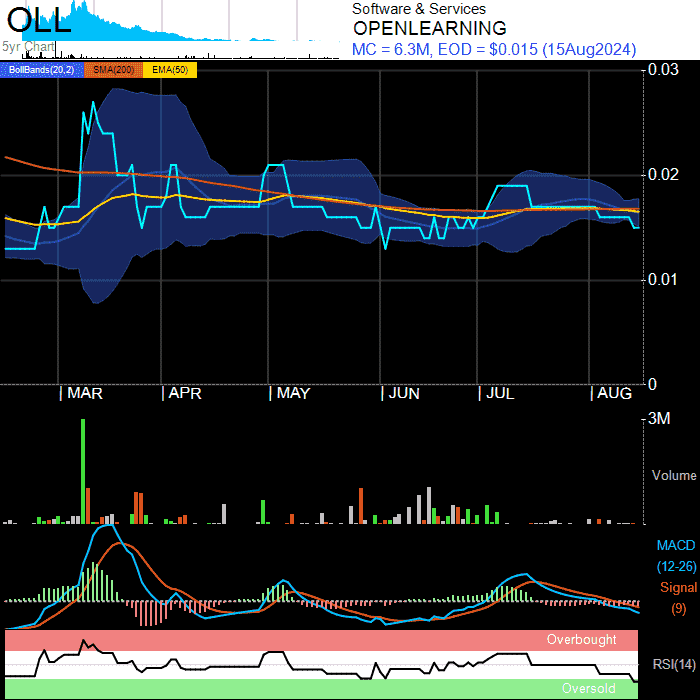 OLL
5yr Chart
Software & Services
OPENLEARNING
MC = 6.3M, EOD = $0.015 (15Aug2024)
BollBands(20,2) SMA(200) EMA(50)
0.03
0.02
0.01
0
MAR APR MAY JUN JUL AUG
3M
Volume
MACD
(12-26)
Signal
(9)
Overbought
RSI(14)
Oversold